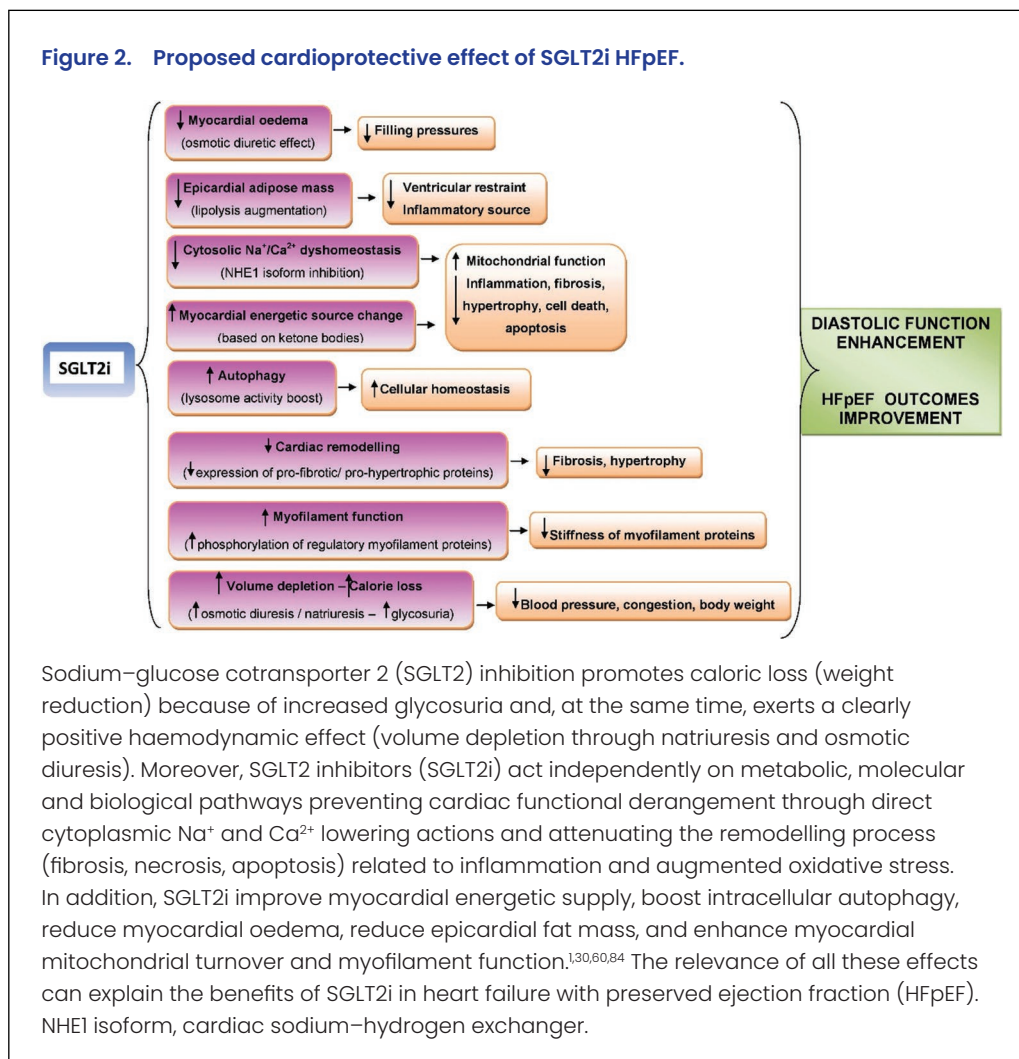 Figure 2. Proposed cardioprotective effect of SGLT2i HFpEF.
↓ Myocardial oedema
(osmotic diuretic effect)
↓ Filling pressures
↓ Epicardial adipose mass
(lipolysis augmentation)
↓ Ventricular restraint
Inflammatory source
↓ Cytosolic Na⁺/Ca²⁺ dyshomeostasis
(NHE1 isoform inhibition)
↑ Myocardial energetic source change
(based on ketone bodies)
↑ Mitochondrial function
↓ Inflammation, fibrosis,
hypertrophy, cell death,
apoptosis
SGLT2i
↑ Autophagy
(lysosome activity boost)
↑ Cellular homeostasis
↓ Cardiac remodelling
(↓expression of pro-fibrotic/ pro-hypertrophic proteins)
↓ Fibrosis, hypertrophy
↑ Myofilament function
(↑phosphorylation of regulatory myofilament proteins)
↓ Stiffness of myofilament proteins
↑ Volume depletion – ↑Calorie loss
(↑osmotic diuresis / natriuresis – ↑glycosuria)
↓ Blood pressure, congestion, body weight
DIASTOLIC FUNCTION
ENHANCEMENT
HFpEF OUTCOMES
IMPROVEMENT
Sodium–glucose cotransporter 2 (SGLT2) inhibition promotes caloric loss (weight
reduction) because of increased glycosuria and, at the same time, exerts a clearly
positive haemodynamic effect (volume depletion through natriuresis and osmotic
diuresis). Moreover, SGLT2 inhibitors (SGLT2i) act independently on metabolic, molecular
and biological pathways preventing cardiac functional derangement through direct
cytoplasmic Na⁺ and Ca²⁺ lowering actions and attenuating the remodelling process
(fibrosis, necrosis, apoptosis) related to inflammation and augmented oxidative stress.
In addition, SGLT2i improve myocardial energetic supply, boost intracellular autophagy,
reduce myocardial oedema, reduce epicardial fat mass, and enhance myocardial
mitochondrial turnover and myofilament function.¹,³⁰,⁶⁰,⁸⁴ The relevance of all these effects
can explain the benefits of SGLT2i in heart failure with preserved ejection fraction (HFpEF).
NHE1 isoform, cardiac sodium–hydrogen exchanger.